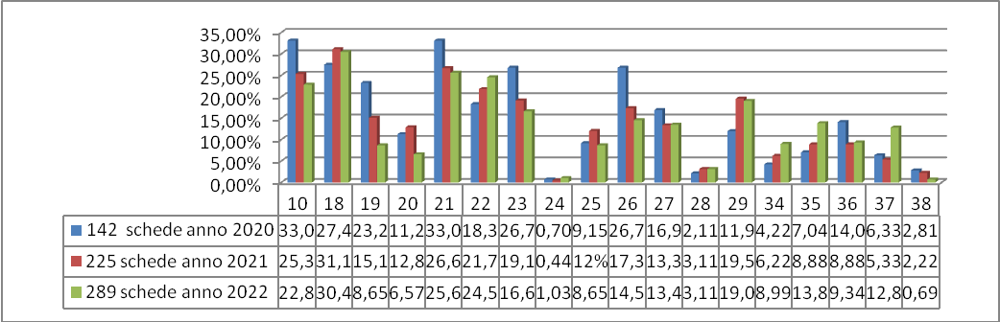 35,00%
30,00%
25,00%
20,00%
15,00%
10,00%
5,00%
0,00%
10 18 19 20 21 22 23 24 25 26 27 28 29 34 35 36 37 38
142 schede anno 2020 33,0 27,4 23,2 11,2 33,0 18,3 26,7 0,70 9,15 26,7 16,9 2,11 11,9 4,22 7,04 14,0 6,33 2,81
225 schede anno 2021 25,3 31,1 15,1 12,8 26,6 21,7 19,1 0,44 12% 17,3 13,3 3,11 19,5 6,22 8,88 8,88 5,33 2,22
289 schede anno 2022 22,8 30,4 8,65 6,57 25,6 24,5 16,6 1,03 8,65 14,5 13,4 3,11 19,0 8,99 13,8 9,34 12,8 0,69